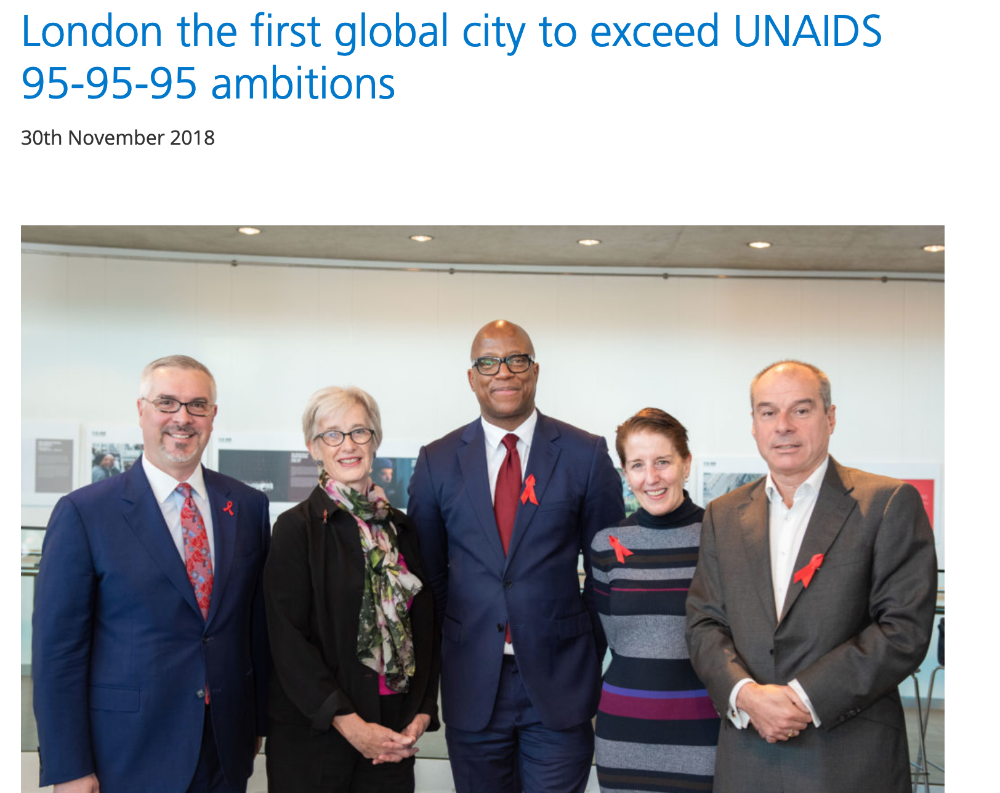 London the first global city to exceed UNAIDS
95-95-95 ambitions
30th November 2018